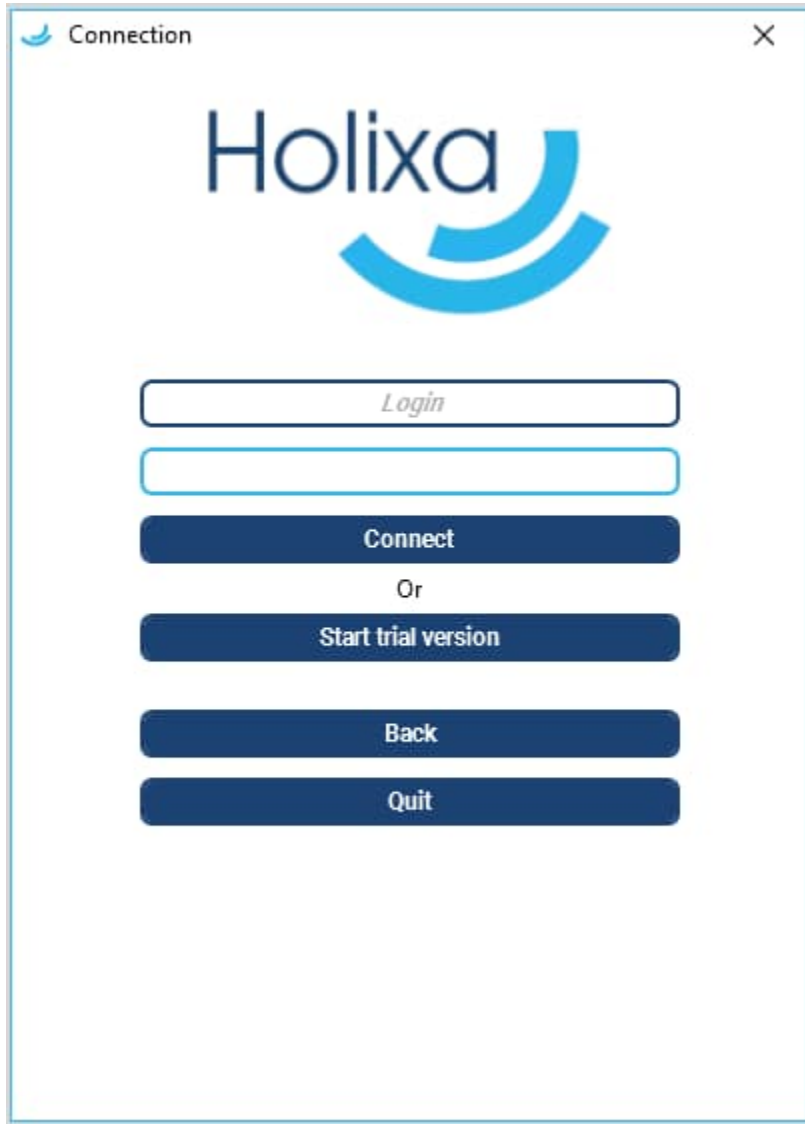 Connection
Holixa
Login
Connect
Or
Start trial version
Back
Quit